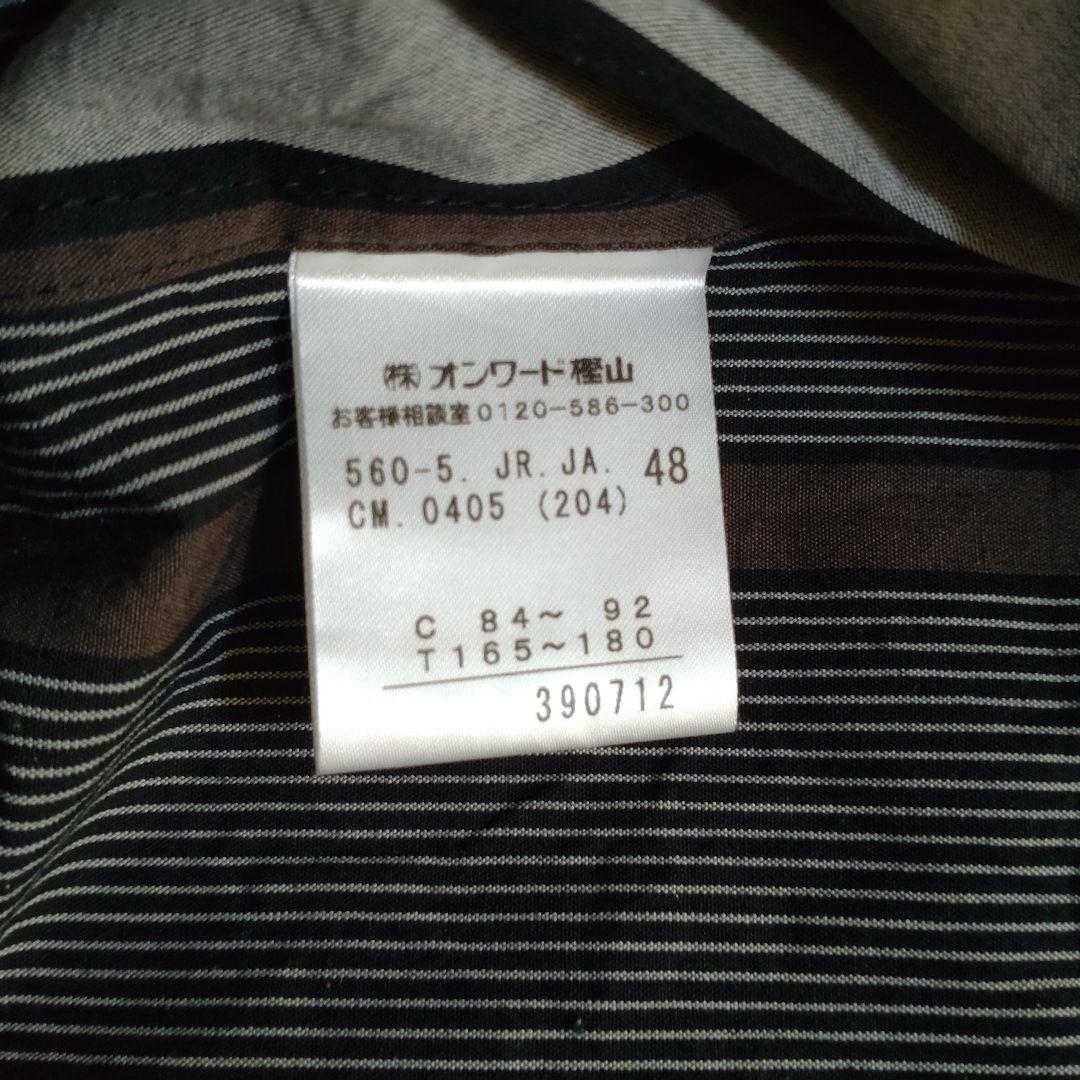 ㈱オンワード樫山
お客様相談室0120-586-300
560-5. JR. JA. 48
CM. 0405 (204)
C 84～ 92
T165～180
390712